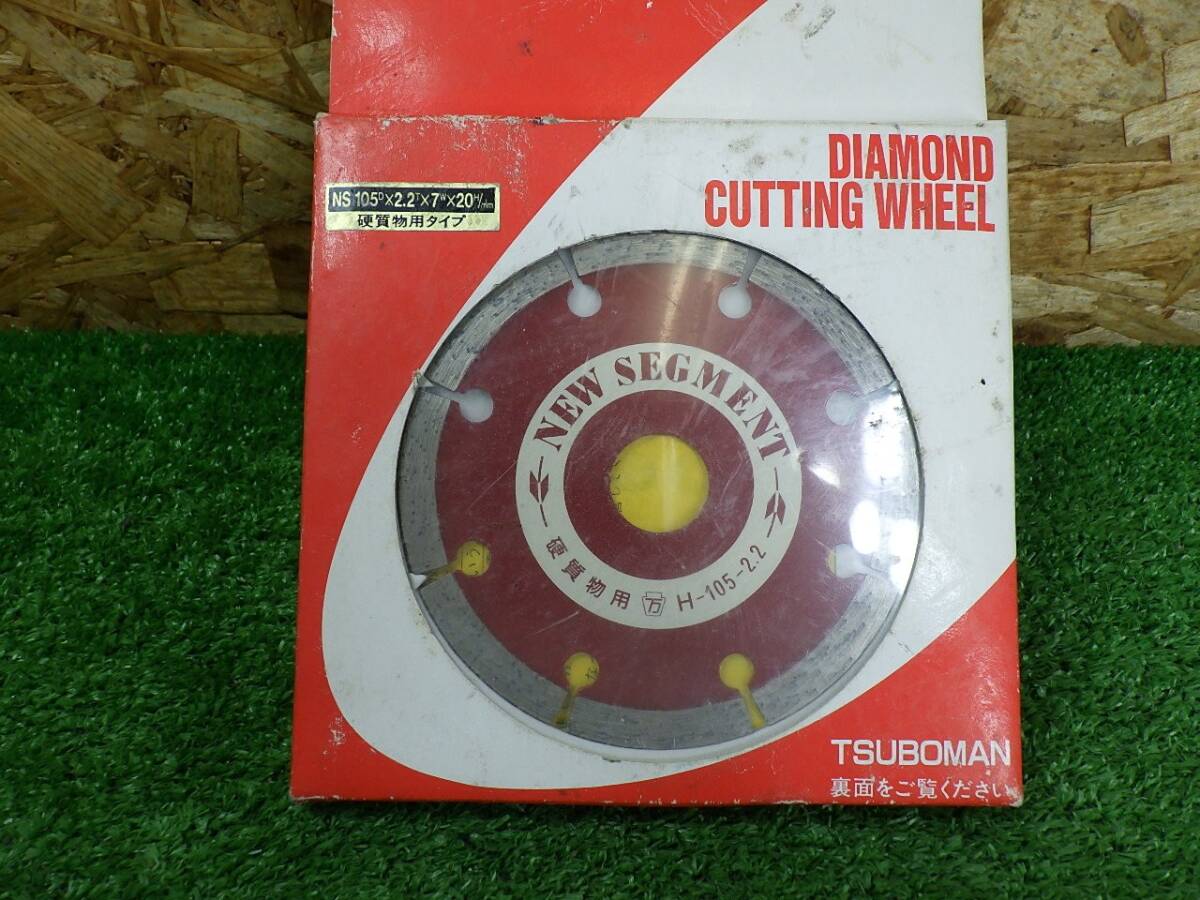 DIAMOND
CUTTING WHEEL
NS 105ᴰ×2.2ᵀ×7ᵂ×20ᴴ/mm
硬質物用タイプ
NEW SEGMENT
硬質物用 万 H-105-2.2
TSUBOMAN
裏面をご覧ください